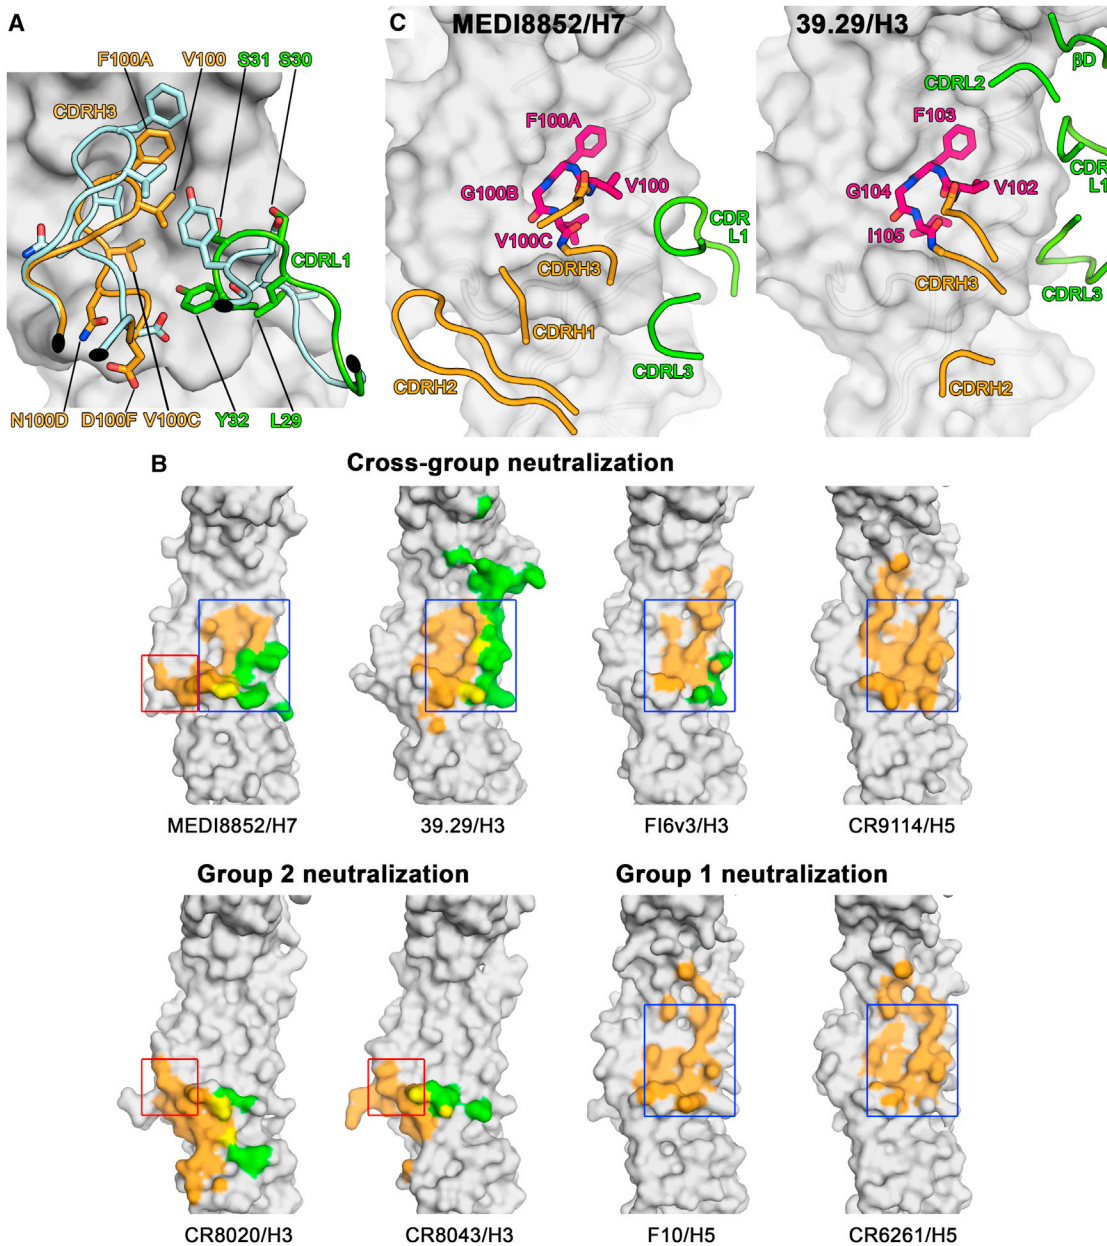 A
F100A V100 S31 S30
CDRH3
CDRL1
N100D D100F V100C Y32 L29
C
MEDI8852/H7
F100A
G100B
V100
V100C
CDR
L1
CDRH3
CDRH1
CDRH2
CDRL3
39.29/H3
βD
CDRL2
F103
CDR
L1
G104
V102
I105
CDRH3
CDRL3
CDRH2
B
Cross-group neutralization
MEDI8852/H7
39.29/H3
FI6v3/H3
CR9114/H5
Group 2 neutralization
Group 1 neutralization
CR8020/H3
CR8043/H3
F10/H5
CR6261/H5